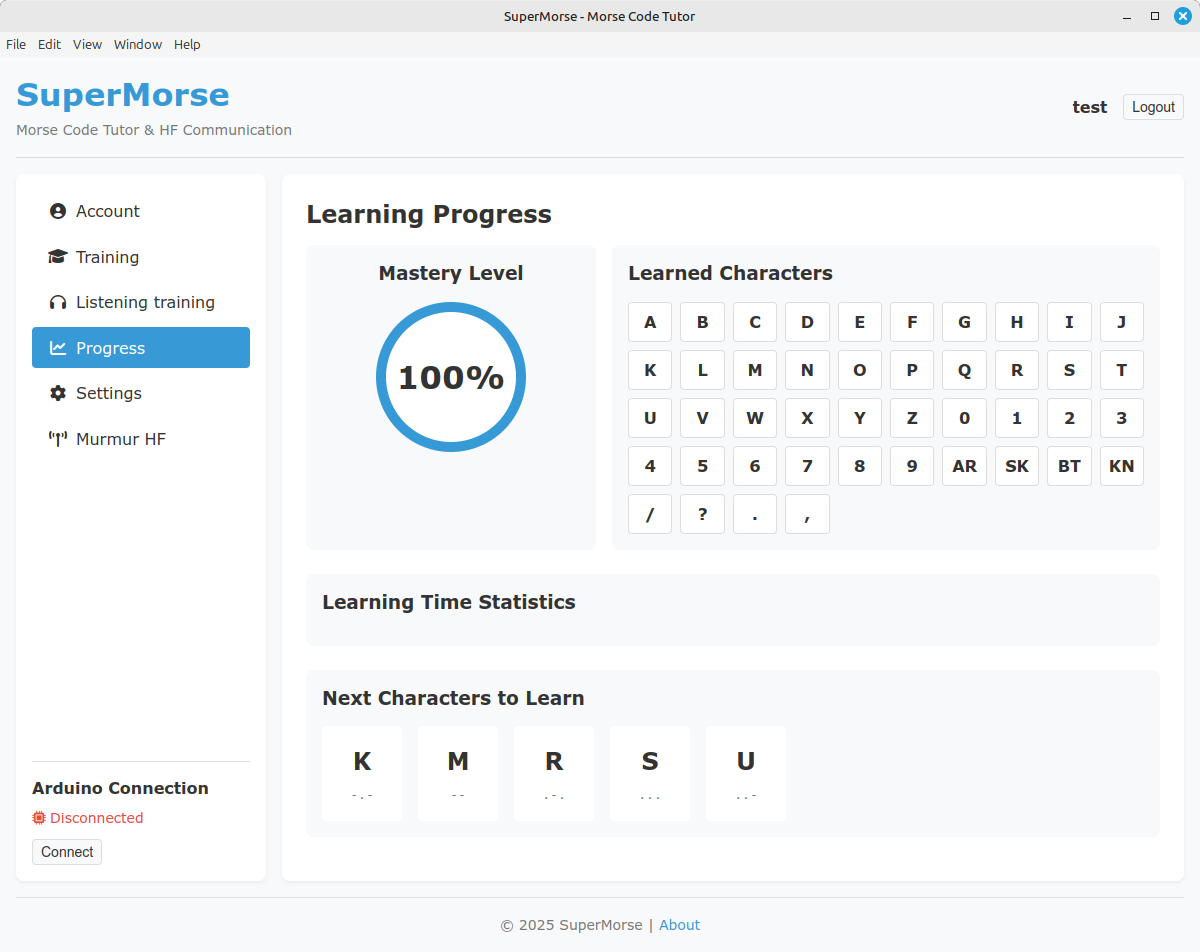 SuperMorse - Morse Code Tutor
File Edit View Window Help
SuperMorse
Morse Code Tutor & HF Communication
test Logout
Account
Training
Listening training
Progress
Settings
Murmur HF
Arduino Connection
Disconnected
Connect
Learning Progress
Mastery Level
100%
Learned Characters
A B C D E F G H I J
K L M N O P Q R S T
U V W X Y Z 0 1 2 3
4 5 6 7 8 9 AR SK BT KN
/ ? . ,
Learning Time Statistics
Next Characters to Learn
K M R S U
-.- -- .-. ... ..-
© 2025 SuperMorse | About